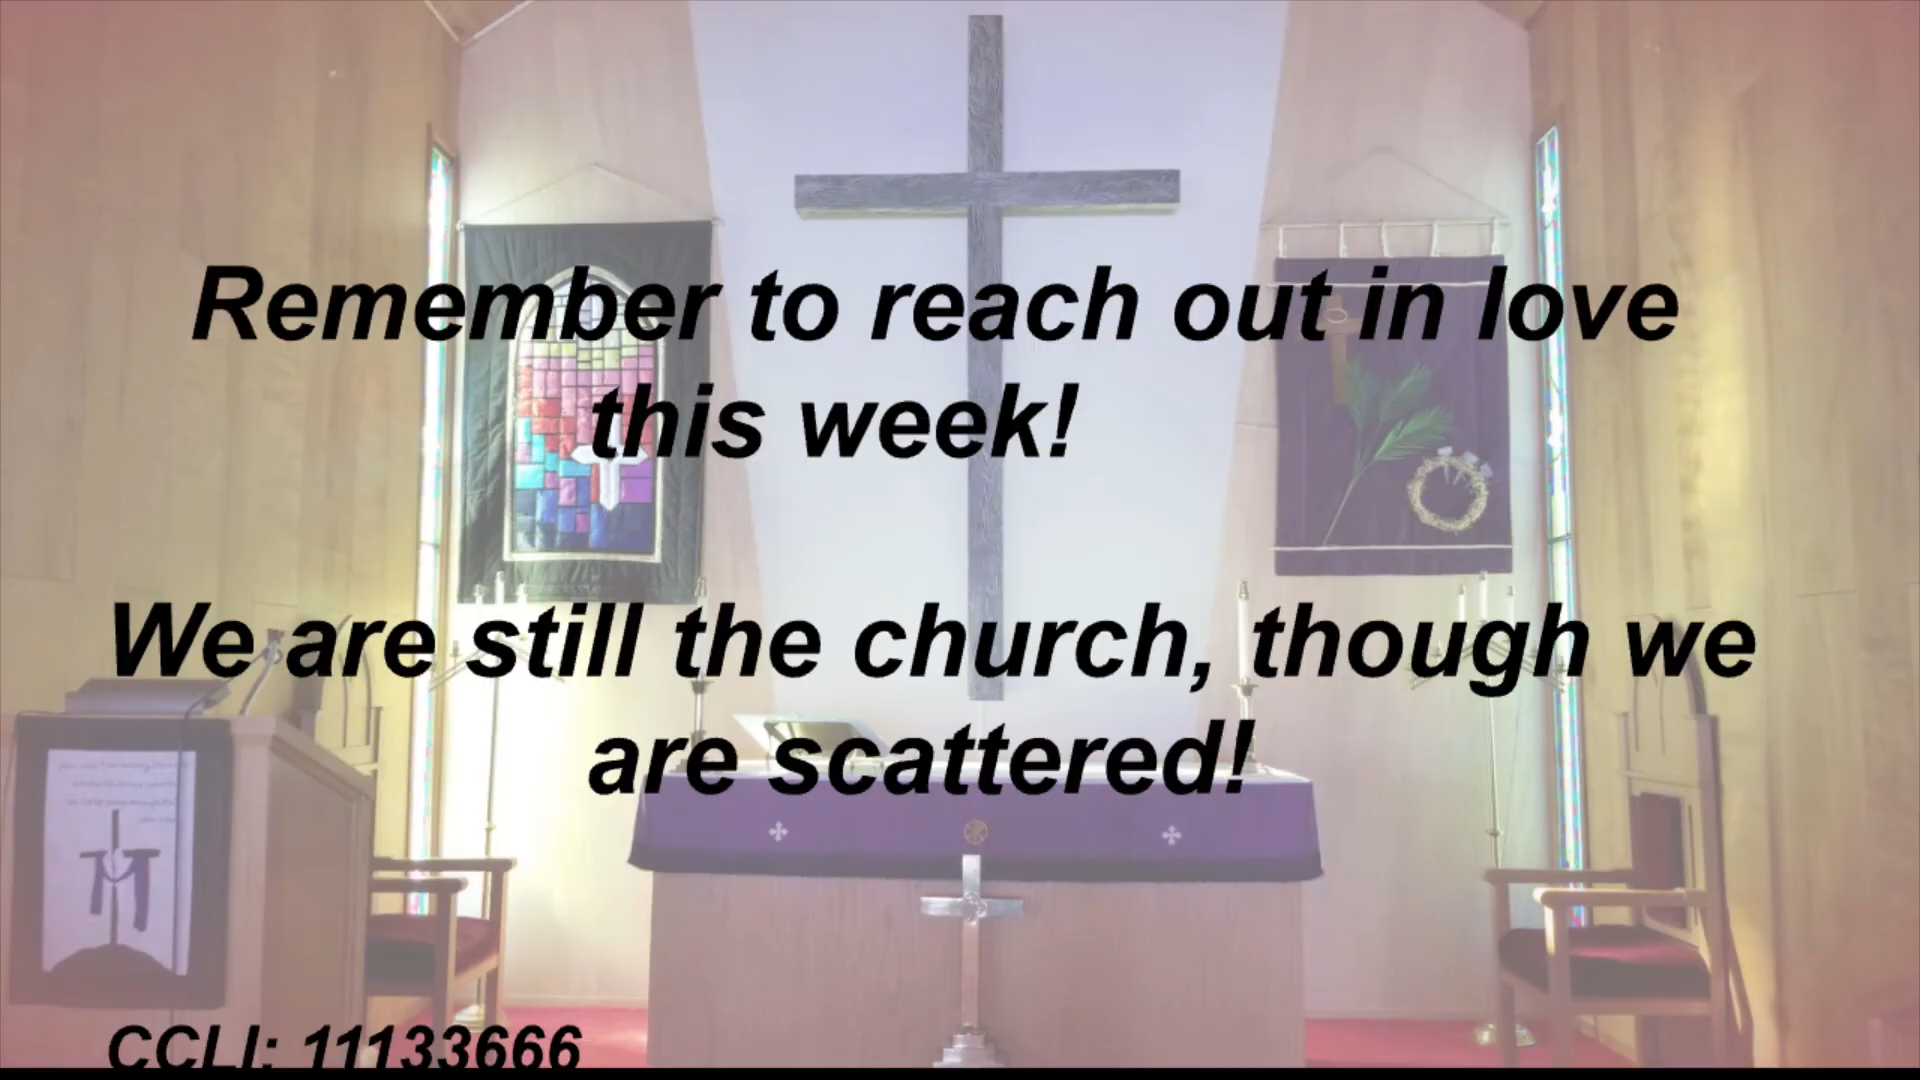 Remember to reach out in love
this week!
We are still the church, though we
are scattered!
CCLI: 11133666